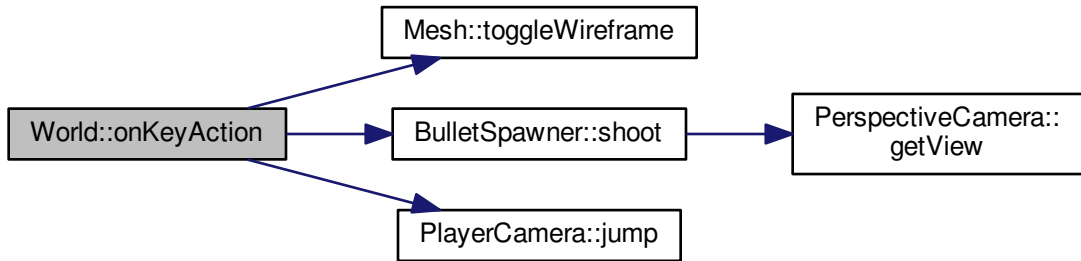 Mesh::toggleWireframe
World::onKeyAction
BulletSpawner::shoot
PerspectiveCamera::
getView
PlayerCamera::jump